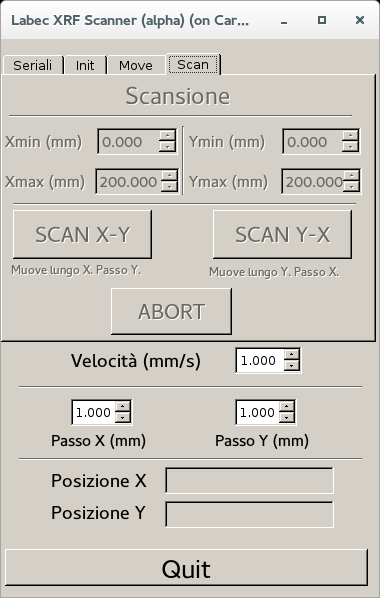 Labec XRF Scanner (alpha) (on Car...
Seriali Init Move Scan
Scansione
Xmin (mm) 0.000 Ymin (mm) 0.000
Xmax (mm) 200.000 Ymax (mm) 200.000
SCAN X-Y SCAN Y-X
Muove lungo X. Passo Y. Muove lungo Y. Passo X.
ABORT
Velocità (mm/s) 1.000
1.000 1.000
Passo X (mm) Passo Y (mm)
Posizione X
Posizione Y
Quit